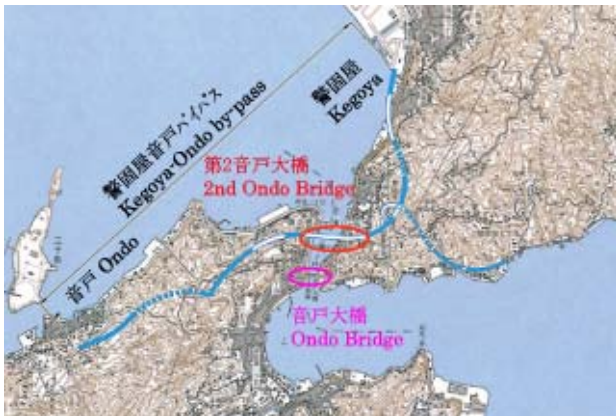 警固屋音戸バイパス
Kegoya-Ondo by-pass
警固屋
Kegoya
第2音戸大橋
2nd Ondo Bridge
音戸 Ondo
音戸大橋
Ondo Bridge